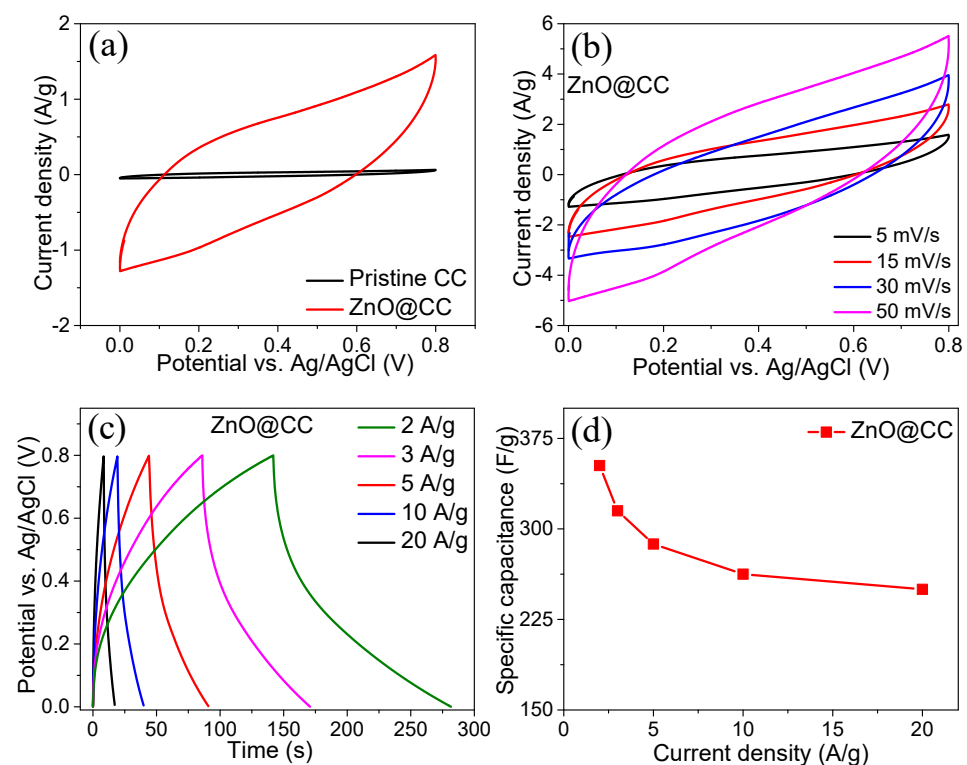 (a)
2
1
0
-1
-2
Current density (A/g)
Pristine CC
ZnO@CC
0.0 0.2 0.4 0.6 0.8
Potential vs. Ag/AgCl (V)
(b)
ZnO@CC
6
4
2
0
-2
-4
-6
Current density (A/g)
5 mV/s
15 mV/s
30 mV/s
50 mV/s
0.0 0.2 0.4 0.6 0.8
Potential vs. Ag/AgCl (V)
(c)
ZnO@CC
2 A/g
3 A/g
5 A/g
10 A/g
20 A/g
0.8
0.6
0.4
0.2
0.0
Potential vs. Ag/AgCl (V)
0 50 100 150 200 250 300
Time (s)
(d)
ZnO@CC
375
300
225
150
Specific capacitance (F/g)
0 5 10 15 20
Current density (A/g)